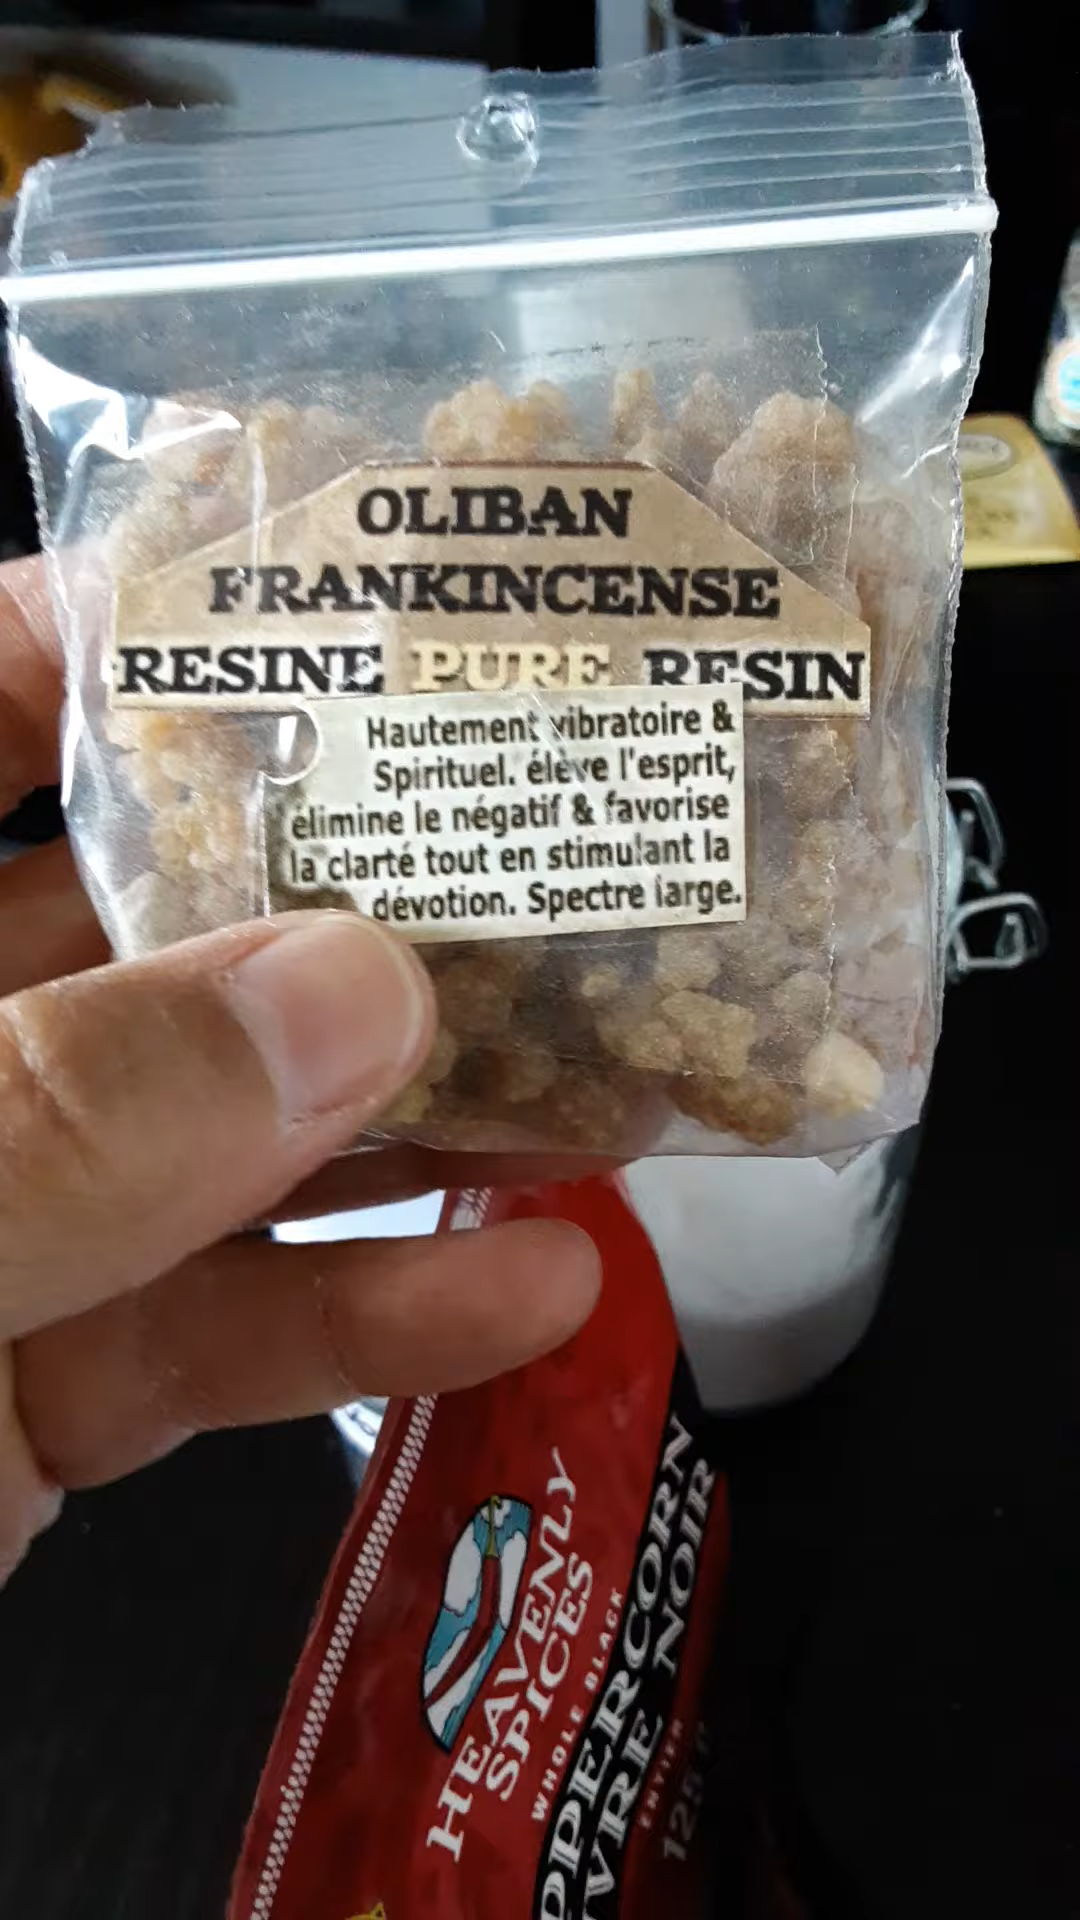 OLIBAN
FRANKINCENSE
RESINE PURE RESIN
Hautement vibratoire &
Spirituel. élève l'esprit,
élimine le négatif & favorise
la clarté tout en stimulant la
dévotion. Spectre large.
HEAVENLY
SPICES
WHOLE BLACK
PPERCORN
VRE NOIR
ENTIER